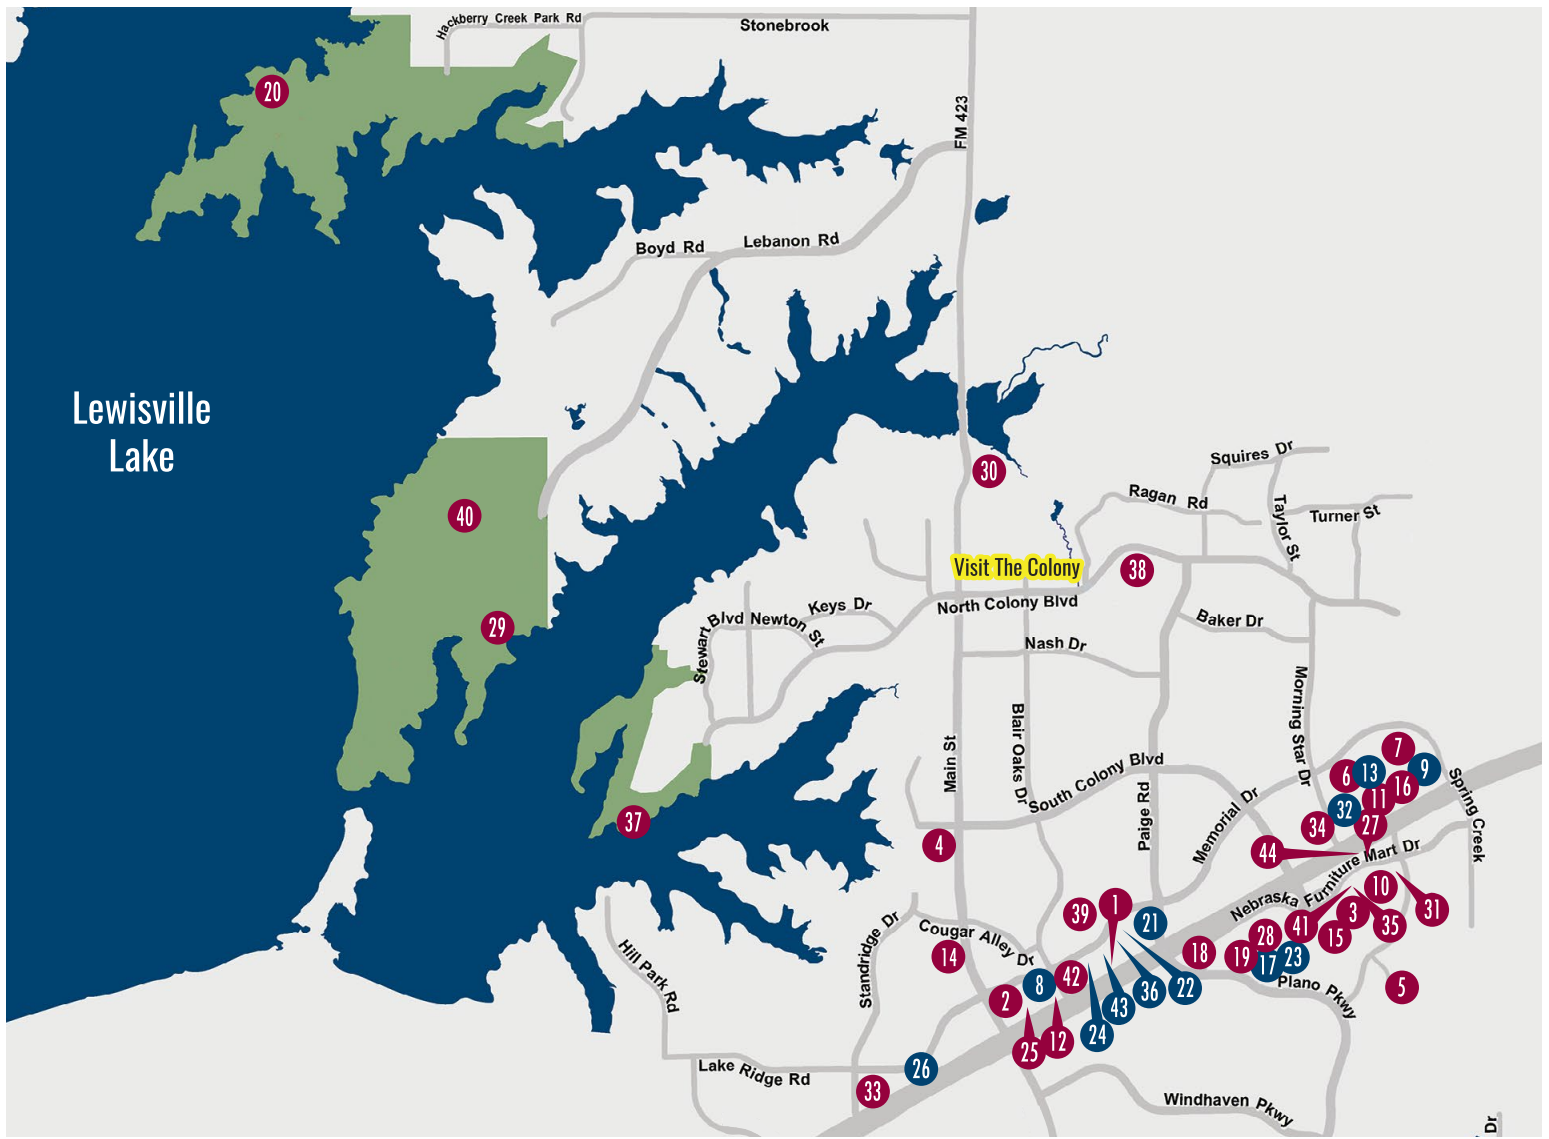 Hackberry Creek Park Rd
Stonebrook
20
FM 423
Boyd Rd
Lebanon Rd
Lewisville
Lake
30
Squires Dr
Ragan Rd
Taylor St
Turner St
40
Visit The Colony
38
North Colony Blvd
Keys Dr
Stewart Blvd
Newton St
Baker Dr
29
Nash Dr
Morning Star Dr
Blair Oaks Dr
Main St
South Colony Blvd
Paige Rd
Memorial Dr
7
6
13
9
16
11
Spring Creek
32
34
27
37
4
44
Nebraska Furniture Mart Dr
10
39
1
21
3
31
41
35
15
28
Standridge Dr
Cougar Alley Dr
14
18
19
17
23
Hill Park Rd
8
42
2
36
22
5
Plano Pkwy
43
24
25
12
Lake Ridge Rd
26
33
Windhaven Pkwy
Dr